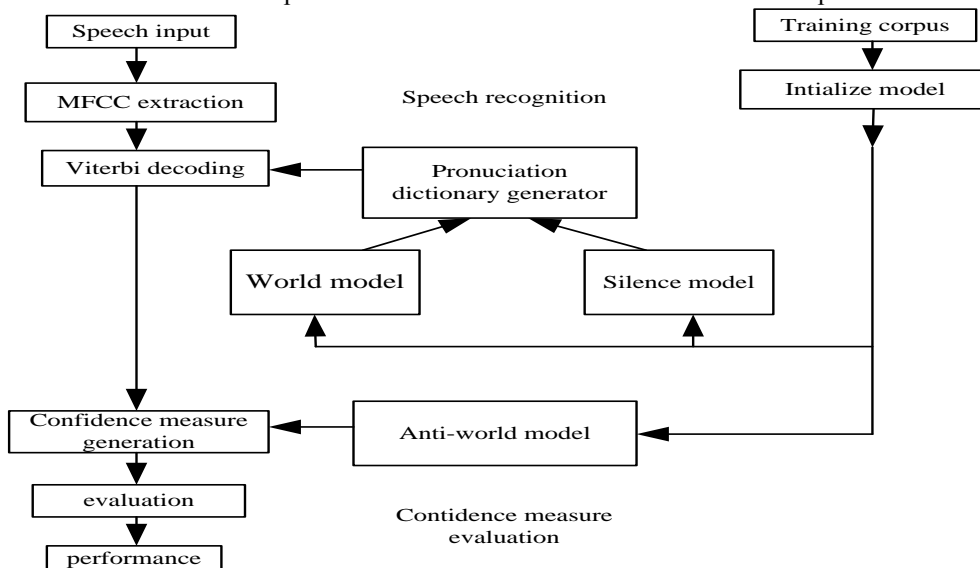 Speech input
MFCC extraction
Viterbi decoding
Speech recognition
Training corpus
Intialize model
Pronuciation
dictionary generator
World model
Silence model
Confidence measure
generation
Anti-world model
evaluation
performance
Contidence measure
evaluation